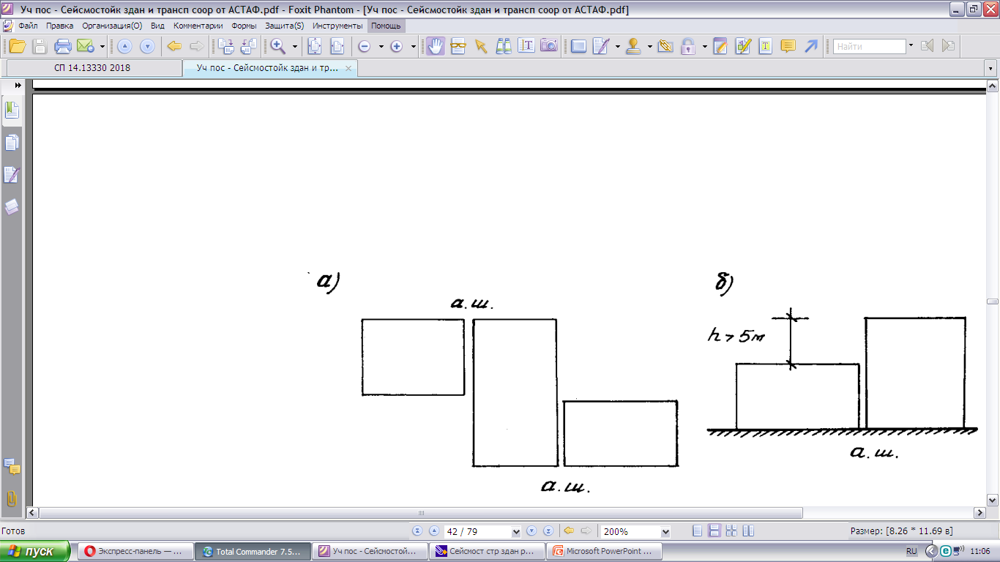 Уч пос - Сейсмостойк здан и трансп соор от АСТАФ.pdf - Foxit Phantom - [Уч пос - Сейсмостойк здан и трансп соор от АСТАФ.pdf]
Файл Правка Организация(O) Вид Комментарии Формы Защита(S) Инструменты Помощь
Найти
СП 14.13330 2018 Уч пос - Сейсмостойк здан и тр...
а) б)
а.ш.
h > 5м
а.ш.
а.ш.
Готов 42 / 79 200% Размер: [8.26 * 11.69 в]
пуск Экспресс-панель — ... Total Commander 7.5... Уч пос - Сейсмостой... Сейсмост стр здан р... Microsoft PowerPoint ... RU 11:06